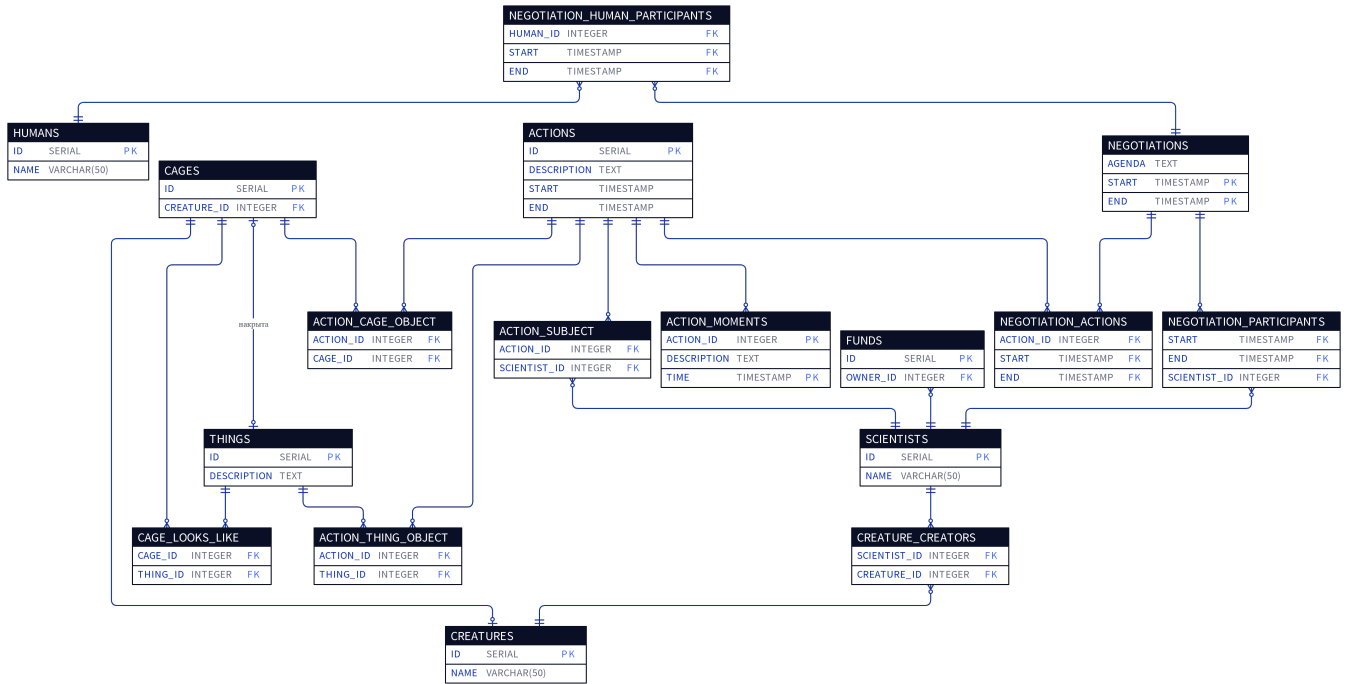 NEGOTIATION_HUMAN_PARTICIPANTS
HUMAN_ID INTEGER FK
START TIMESTAMP FK
END TIMESTAMP FK
HUMANS
ID SERIAL PK
NAME VARCHAR(50)
CAGES
ID SERIAL PK
CREATURE_ID INTEGER FK
ACTIONS
ID SERIAL PK
DESCRIPTION TEXT
START TIMESTAMP
END TIMESTAMP
NEGOTIATIONS
AGENDA TEXT
START TIMESTAMP PK
END TIMESTAMP PK
накрыта
ACTION_CAGE_OBJECT
ACTION_ID INTEGER FK
CAGE_ID INTEGER FK
ACTION_SUBJECT
ACTION_ID INTEGER FK
SCIENTIST_ID INTEGER FK
ACTION_MOMENTS
ACTION_ID INTEGER PK
DESCRIPTION TEXT
TIME TIMESTAMP PK
FUNDS
ID SERIAL PK
OWNER_ID INTEGER FK
NEGOTIATION_ACTIONS
ACTION_ID INTEGER FK
START TIMESTAMP FK
END TIMESTAMP FK
NEGOTIATION_PARTICIPANTS
START TIMESTAMP FK
END TIMESTAMP FK
SCIENTIST_ID INTEGER FK
THINGS
ID SERIAL PK
DESCRIPTION TEXT
SCIENTISTS
ID SERIAL PK
NAME VARCHAR(50)
CAGE_LOOKS_LIKE
CAGE_ID INTEGER FK
THING_ID INTEGER FK
ACTION_THING_OBJECT
ACTION_ID INTEGER FK
THING_ID INTEGER FK
CREATURE_CREATORS
SCIENTIST_ID INTEGER FK
CREATURE_ID INTEGER FK
CREATURES
ID SERIAL PK
NAME VARCHAR(50)